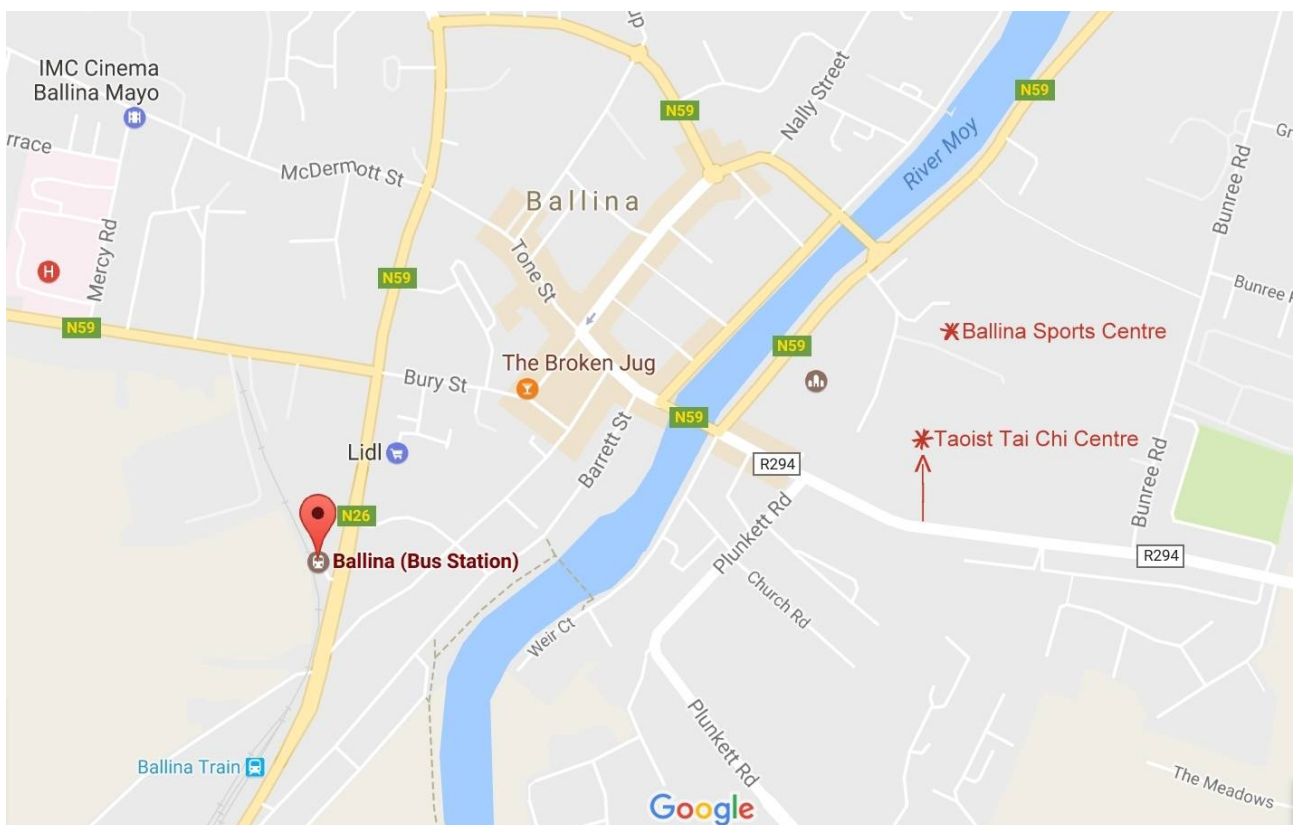 up
IMC Cinema
Ballina Mayo
N59
N59
Nally Street
River Moy
Gr
rrace
McDermott St
Ballina
Bunree Rd
Mercy Rd
H
Tone St
N59
Bunree R
N59
Ballina Sports Centre
N59
The Broken Jug
Bury St
N59
Barrett St
Taoist Tai Chi Centre
Lidl
R294
Bunree Rd
N26
Plunkett Rd
Ballina (Bus Station)
R294
Church Rd
Weir Ct
Plunkett Rd
Ballina Train
The Meadows
Google